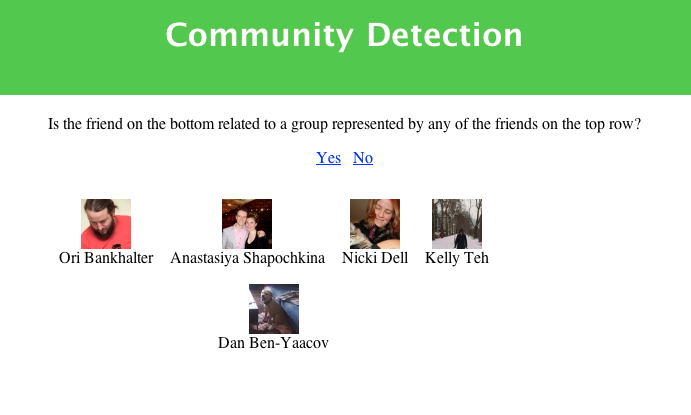 Community Detection
Is the friend on the bottom related to a group represented by any of the friends on the top row?
Yes No
Ori Bankhalter Anastasiya Shapochkina Nicki Dell Kelly Teh
Dan Ben-Yaacov